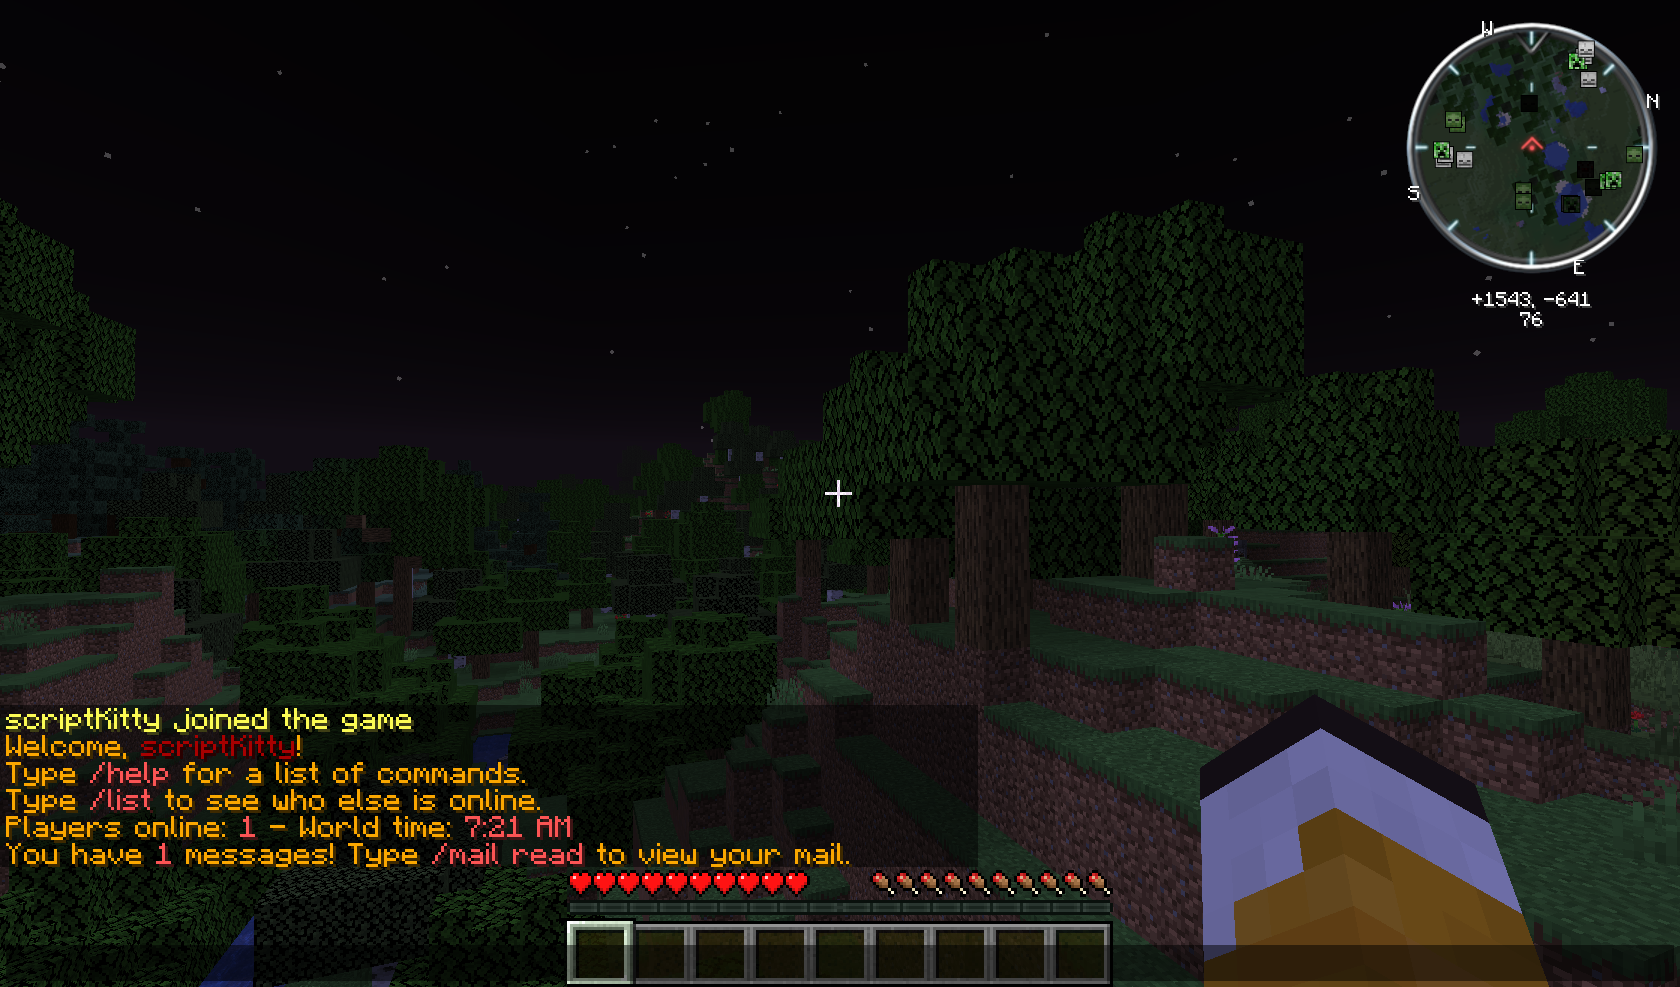 W
N
S
E
+1543, -641
76
scriptKitty joined the game
Welcome, scriptKitty!
Type /help for a list of commands.
Type /list to see who else is online.
Players online: 1 - World time: 7:21 AM
You have 1 messages! Type /mail read to view your mail.